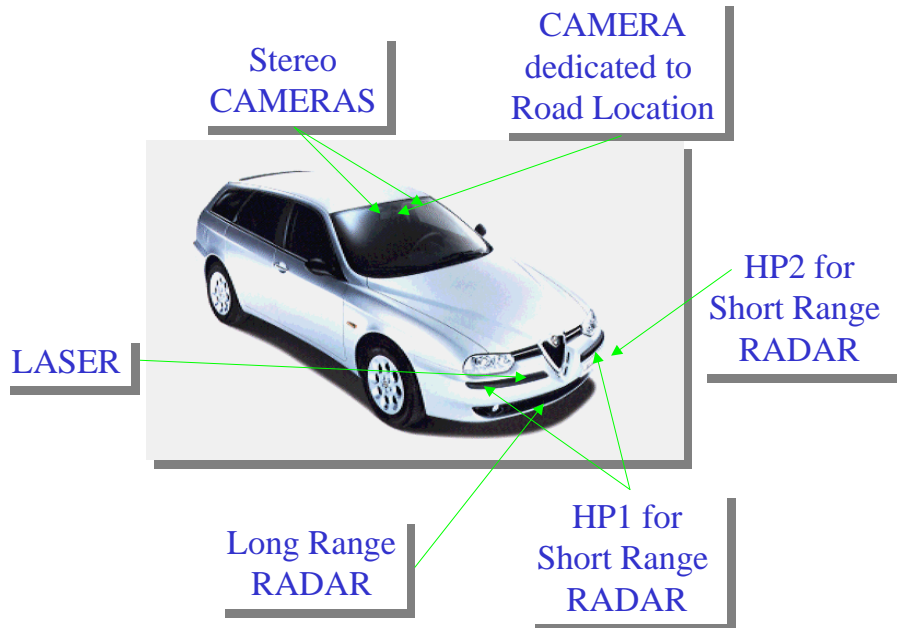 Stereo
CAMERAS
CAMERA
dedicated to
Road Location
HP2 for
Short Range
RADAR
LASER
Long Range
RADAR
HP1 for
Short Range
RADAR